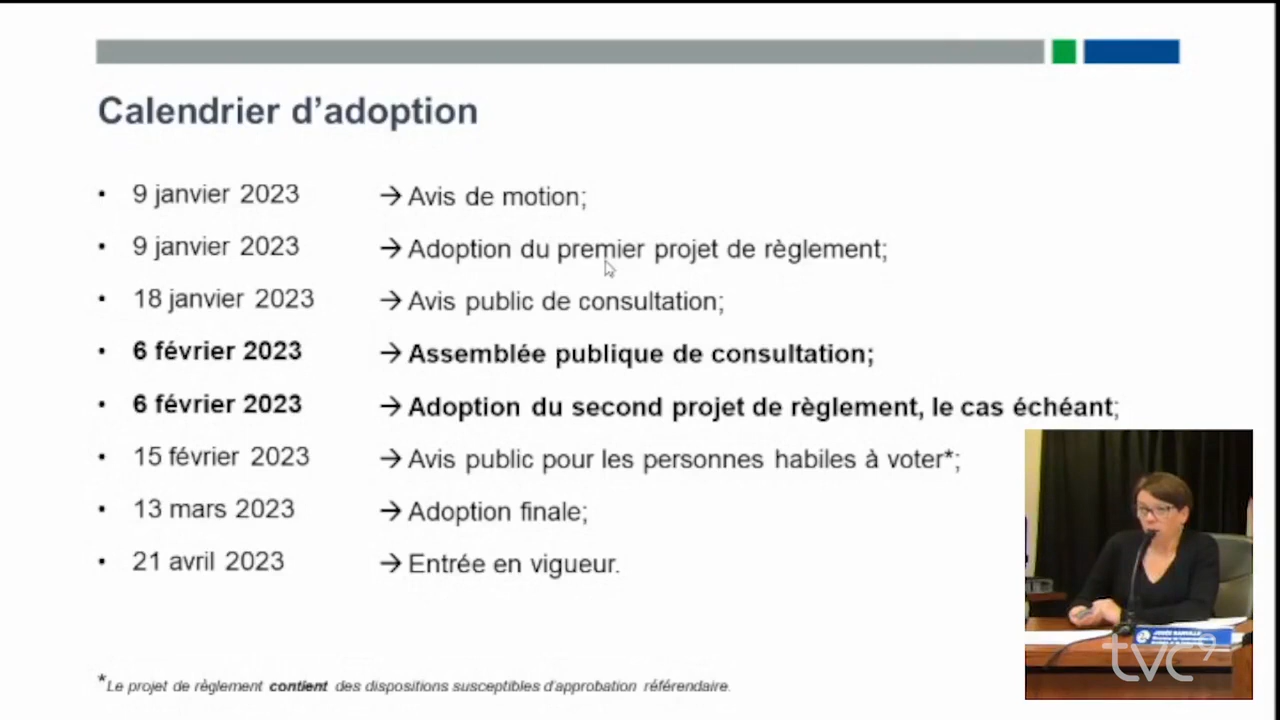 Calendrier d’adoption
• 9 janvier 2023 → Avis de motion;
• 9 janvier 2023 → Adoption du premier projet de règlement;
• 18 janvier 2023 → Avis public de consultation;
• 6 février 2023 → Assemblée publique de consultation;
• 6 février 2023 → Adoption du second projet de règlement, le cas échéant;
• 15 février 2023 → Avis public pour les personnes habiles à voter*;
• 13 mars 2023 → Adoption finale;
• 21 avril 2023 → Entrée en vigueur.
*Le projet de règlement contient des dispositions susceptibles d'approbation référendaire.
tvc9